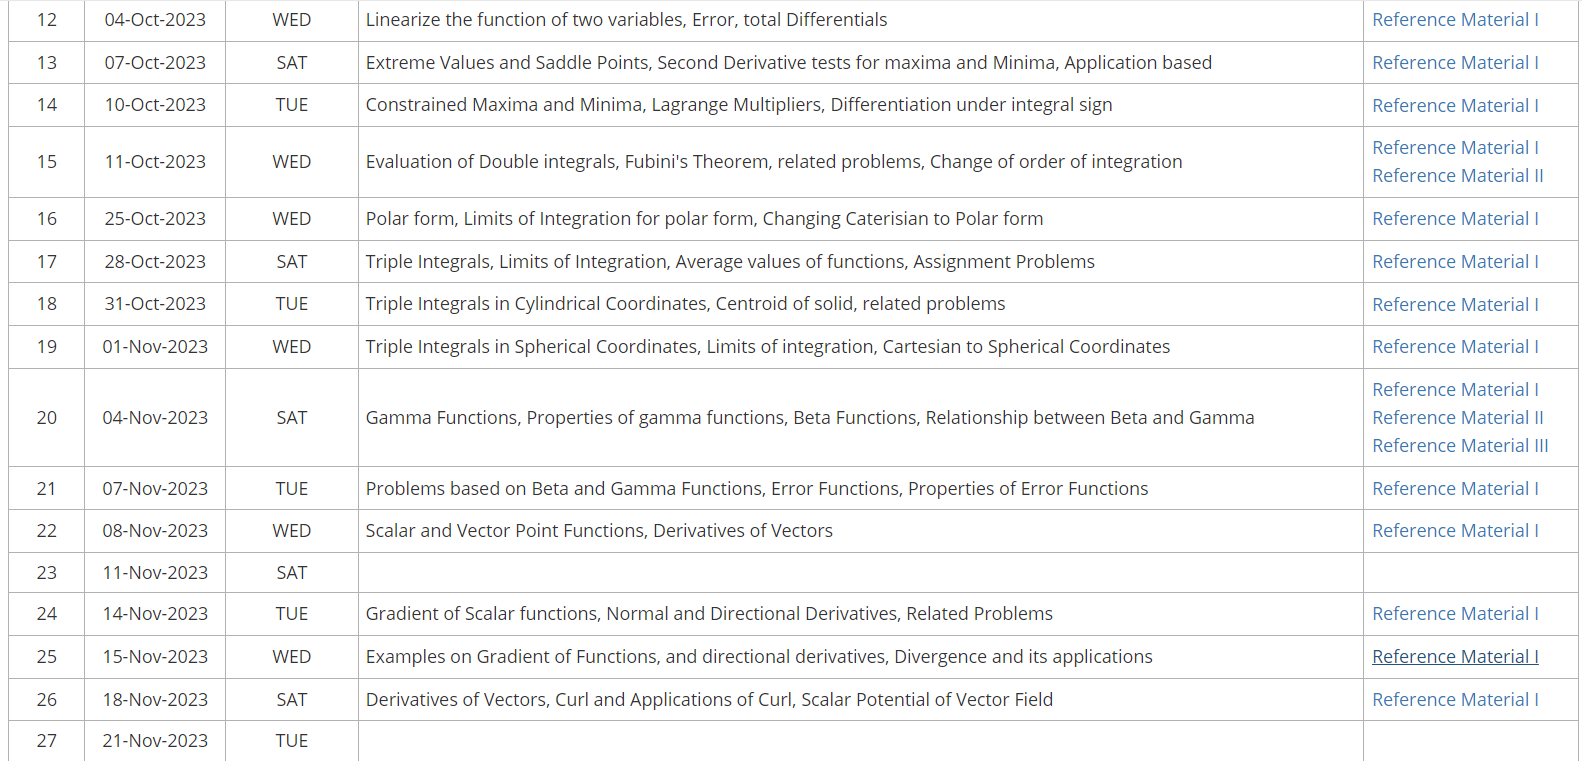 12 04-Oct-2023 WED Linearize the function of two variables, Error, total Differentials Reference Material I
13 07-Oct-2023 SAT Extreme Values and Saddle Points, Second Derivative tests for maxima and Minima, Application based Reference Material I
14 10-Oct-2023 TUE Constrained Maxima and Minima, Lagrange Multipliers, Differentiation under integral sign Reference Material I
15 11-Oct-2023 WED Evaluation of Double integrals, Fubini's Theorem, related problems, Change of order of integration Reference Material I
Reference Material II
16 25-Oct-2023 WED Polar form, Limits of Integration for polar form, Changing Caterisian to Polar form Reference Material I
17 28-Oct-2023 SAT Triple Integrals, Limits of Integration, Average values of functions, Assignment Problems Reference Material I
18 31-Oct-2023 TUE Triple Integrals in Cylindrical Coordinates, Centroid of solid, related problems Reference Material I
19 01-Nov-2023 WED Triple Integrals in Spherical Coordinates, Limits of integration, Cartesian to Spherical Coordinates Reference Material I
20 04-Nov-2023 SAT Gamma Functions, Properties of gamma functions, Beta Functions, Relationship between Beta and Gamma Reference Material I
Reference Material II
Reference Material III
21 07-Nov-2023 TUE Problems based on Beta and Gamma Functions, Error Functions, Properties of Error Functions Reference Material I
22 08-Nov-2023 WED Scalar and Vector Point Functions, Derivatives of Vectors Reference Material I
23 11-Nov-2023 SAT
24 14-Nov-2023 TUE Gradient of Scalar functions, Normal and Directional Derivatives, Related Problems Reference Material I
25 15-Nov-2023 WED Examples on Gradient of Functions, and directional derivatives, Divergence and its applications Reference Material I
26 18-Nov-2023 SAT Derivatives of Vectors, Curl and Applications of Curl, Scalar Potential of Vector Field Reference Material I
27 21-Nov-2023 TUE